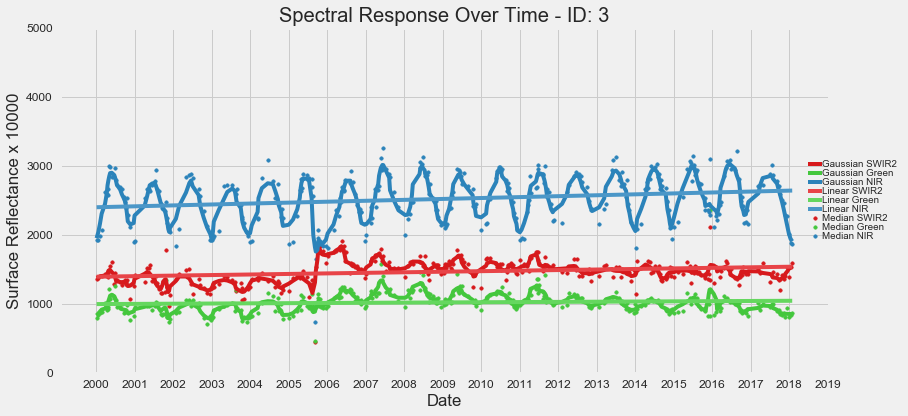 Spectral Response Over Time - ID: 3
Surface Reflectance x 10000
5000
4000
3000
2000
1000
0
2000 2001 2002 2003 2004 2005 2006 2007 2008 2009 2010 2011 2012 2013 2014 2015 2016 2017 2018 2019
Date
Gaussian SWIR2
Gaussian Green
Gaussian NIR
Linear SWIR2
Linear Green
Linear NIR
Median SWIR2
Median Green
Median NIR